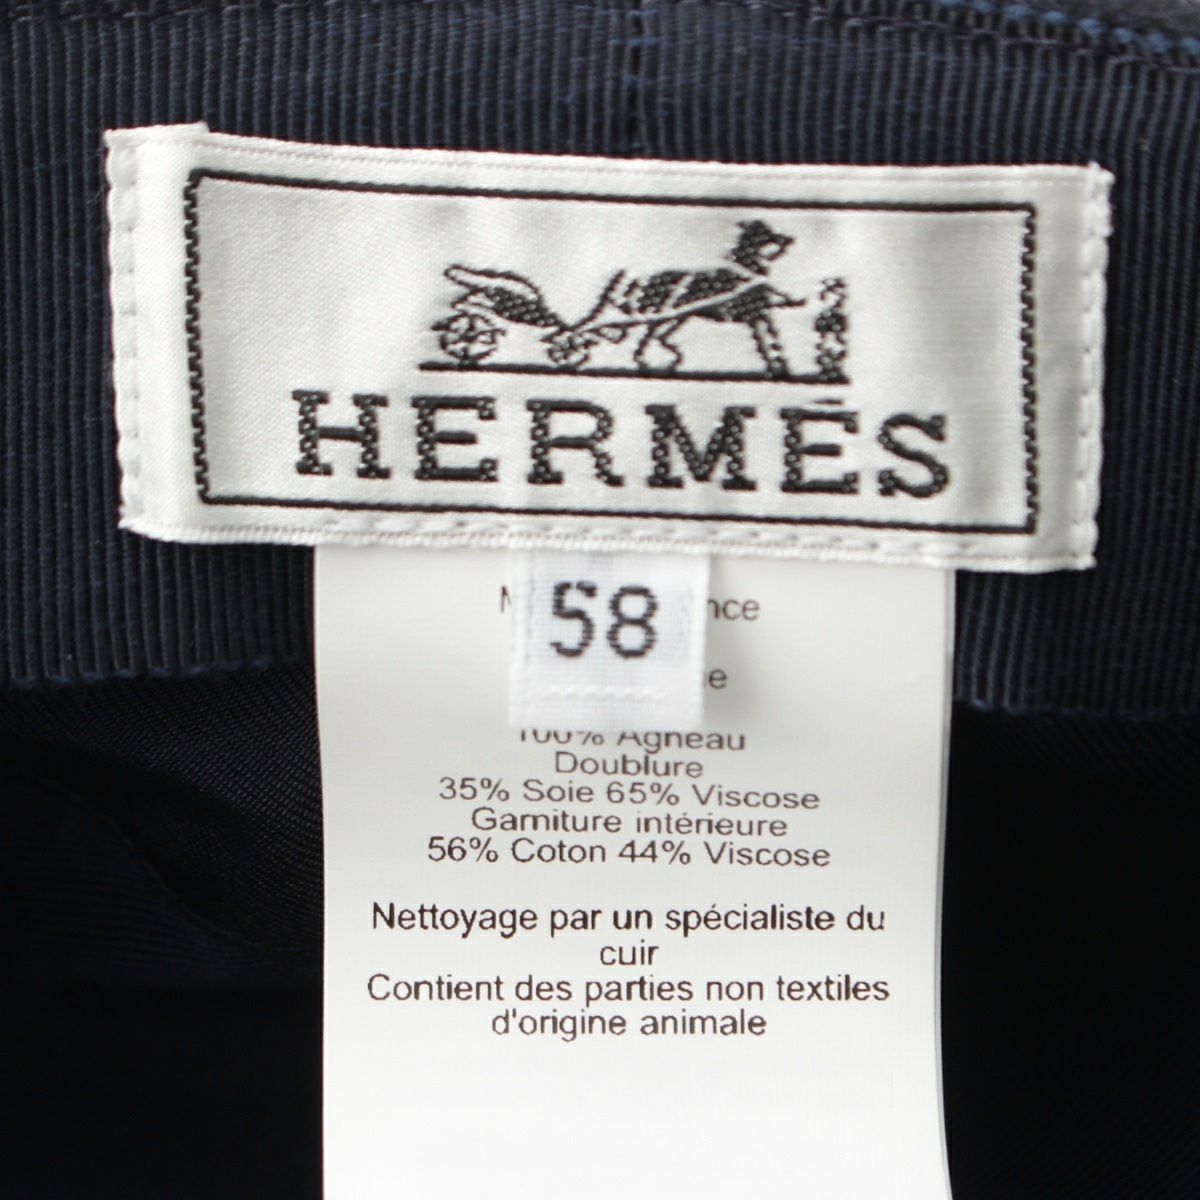 HERMÈS
58
100% Agneau
Doublure
35% Soie 65% Viscose
Garniture intérieure
56% Coton 44% Viscose
Nettoyage par un spécialiste du
cuir
Contient des parties non textiles
d'origine animale